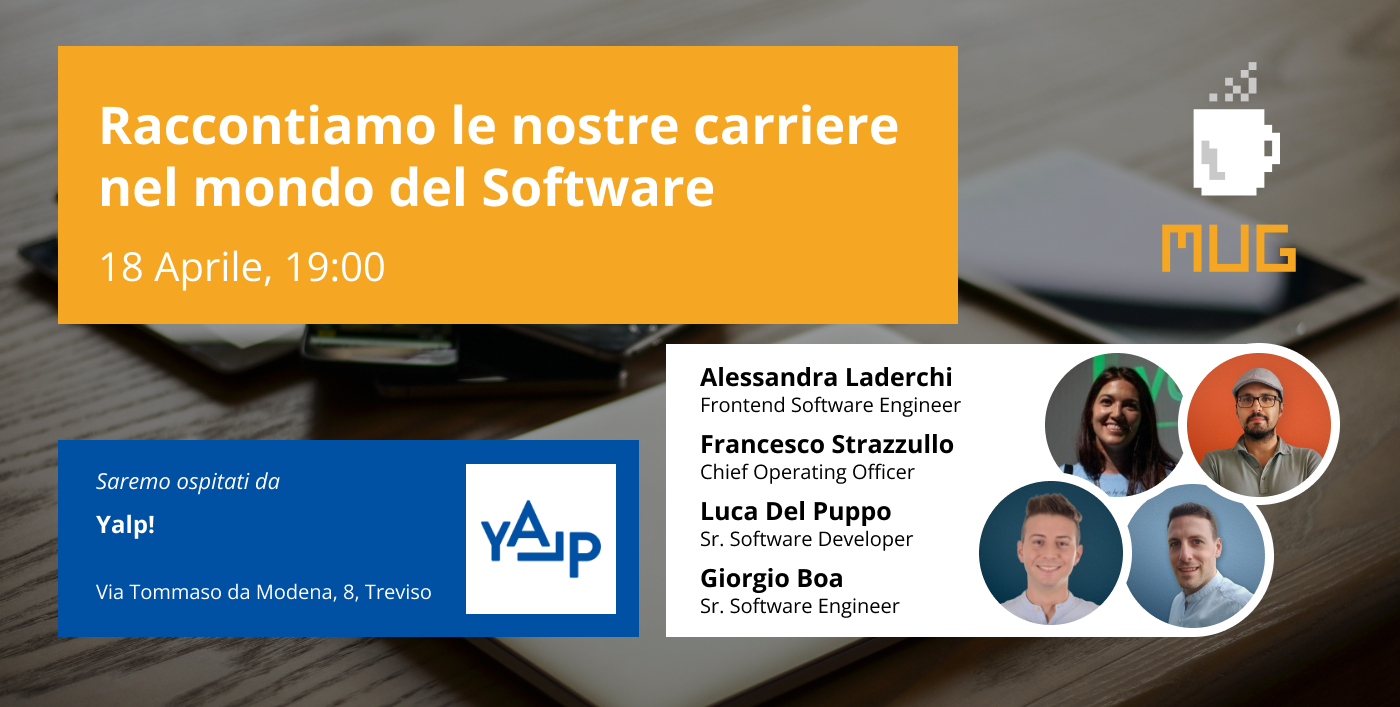 Raccontiamo le nostre carriere
nel mondo del Software
18 Aprile, 19:00
MUG
Alessandra Laderchi
Frontend Software Engineer
Francesco Strazzullo
Chief Operating Officer
Luca Del Puppo
Sr. Software Developer
Giorgio Boa
Sr. Software Engineer
Saremo ospitati da
Yalp!
Via Tommaso da Modena, 8, Treviso
YALP